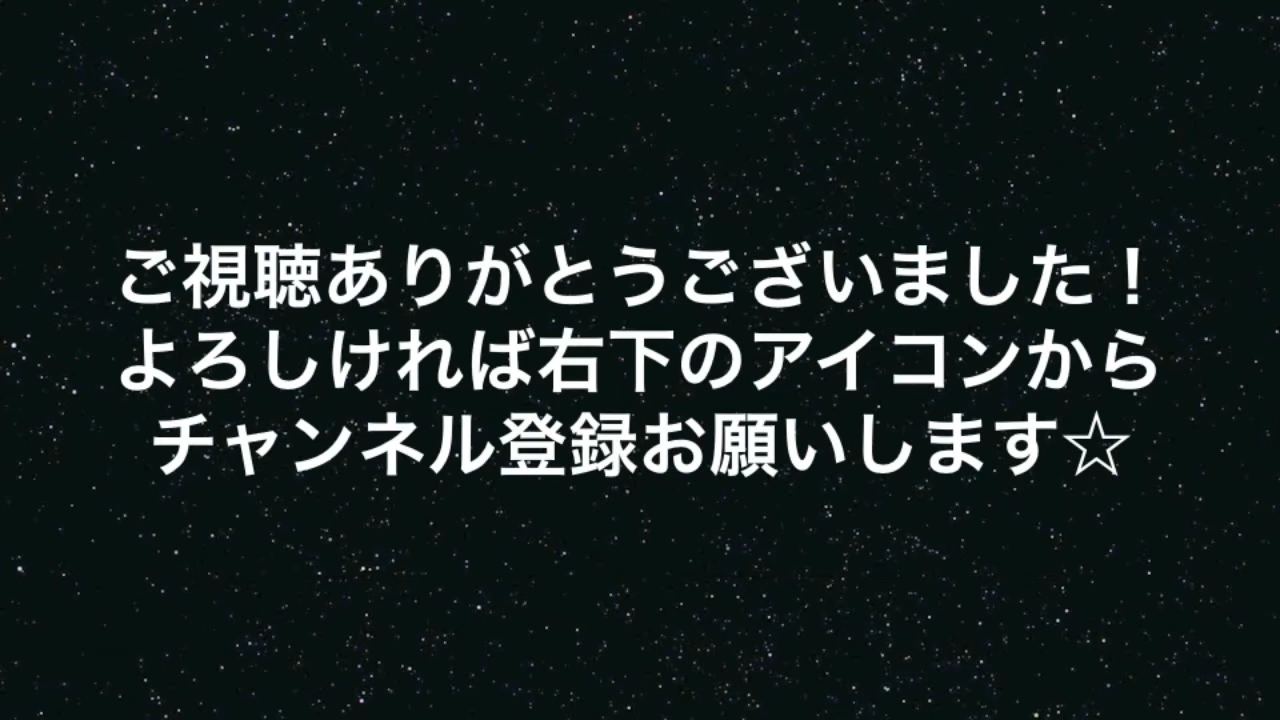 ご視聴ありがとうございました！
よろしければ右下のアイコンから
チャンネル登録お願いします☆